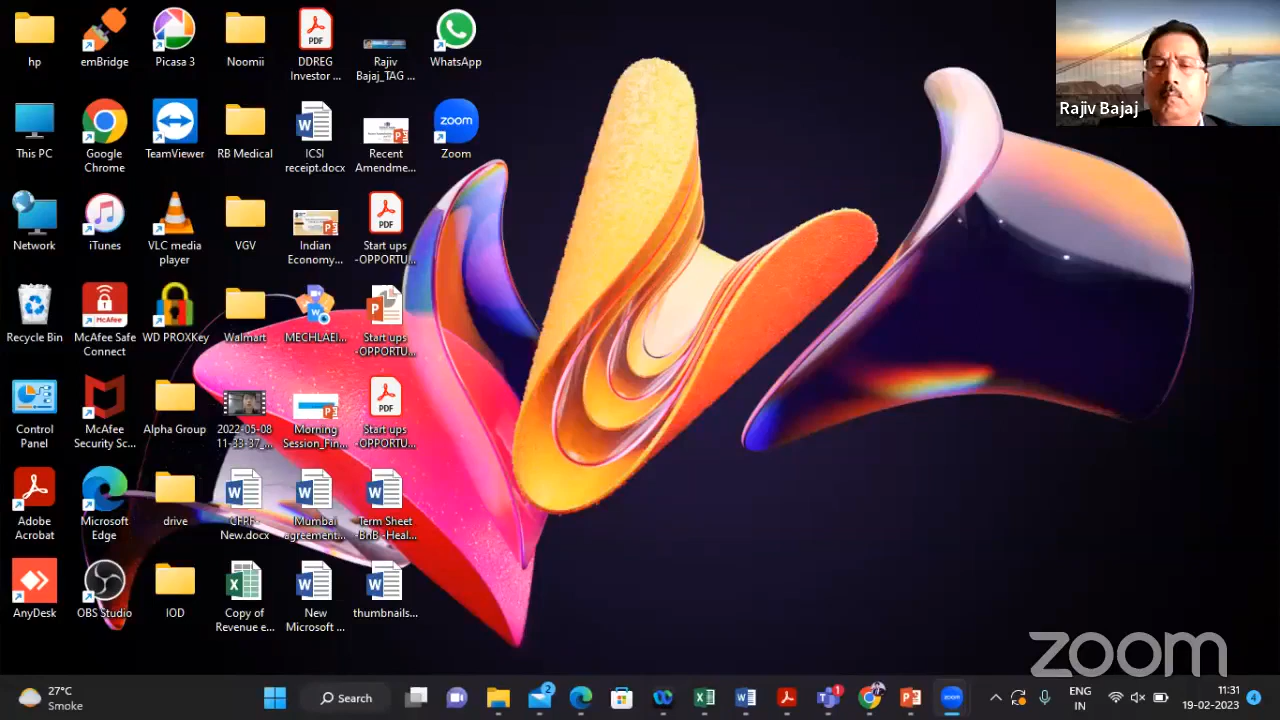 hp
emBridge
Picasa 3
Noomii
DDREG
Investor ...
PDF
Rajiv
Bajaj_TAG ...
WhatsApp
This PC
Google
Chrome
TeamViewer
RB Medical
ICSI
receipt.docx
Recent
Amendme...
zoom
Zoom
Network
iTunes
VLC media
player
VGV
Indian
Economy...
PDF
Start ups
-OPPORTU...
Recycle Bin
McAfee
McAfee Safe
Connect
WD PROXKey
Walmart
MECHLAEI...
Start ups
-OPPORTU...
Control
Panel
McAfee
Security Sc...
Alpha Group
2022-05-08
11-33-37_...
Morning
Session_Fin...
PDF
Start ups
-OPPORTU...
Adobe
Acrobat
Microsoft
Edge
drive
New.docx
Mumbai
agreement...
Term Sheet
-BnB -Heal...
AnyDesk
OBS Studio
IOD
Copy of
Revenue e...
New
Microsoft ...
thumbnails...
Rajiv Bajaj
zoom
27°C
Smoke
Search
2
1
zoom
ENG
IN
11:31
19-02-2023
4